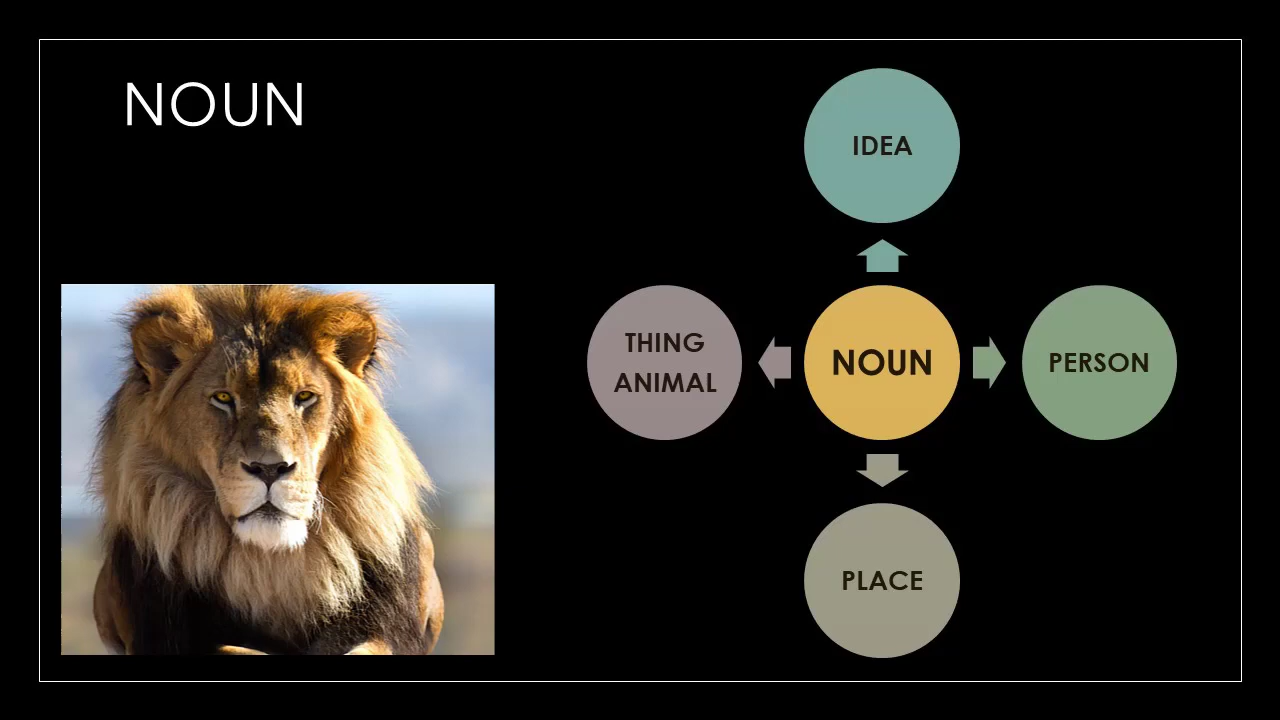 NOUN
IDEA
THING
ANIMAL
NOUN
PERSON
PLACE